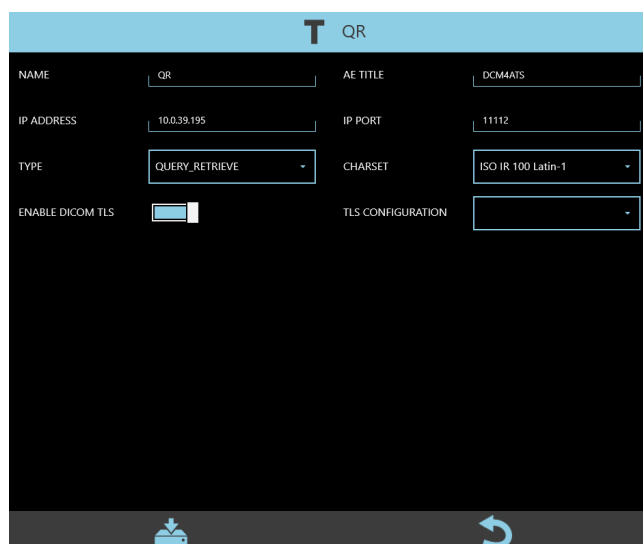 T QR
NAME QR AE TITLE DCM4ATS
IP ADDRESS 10.0.39.195 IP PORT 11112
TYPE QUERY_RETRIEVE CHARSET ISO IR 100 Latin-1
ENABLE DICOM TLS TLS CONFIGURATION